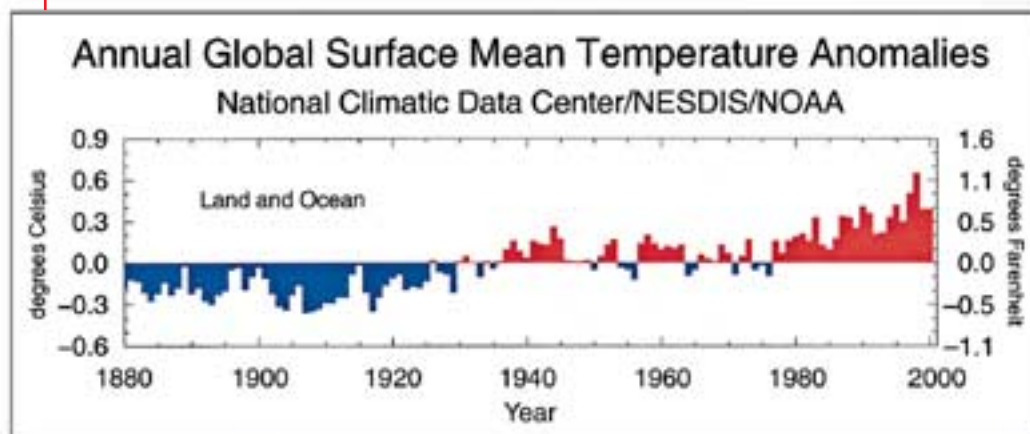 Annual Global Surface Mean Temperature Anomalies
National Climatic Data Center/NESDIS/NOAA
0.9
0.6
0.3
0.0
−0.3
−0.6
degrees Celsius
Land and Ocean
1.6
1.1
0.5
0.0
−0.5
−1.1
degrees Farenheit
1880 1900 1920 1940 1960 1980 2000
Year